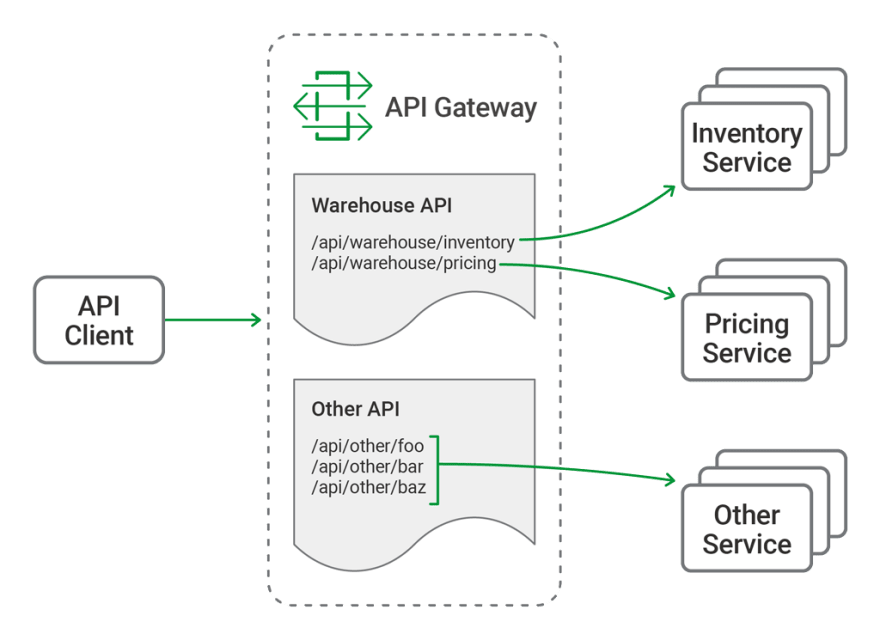 API Gateway
Warehouse API
/api/warehouse/inventory
/api/warehouse/pricing
API
Client
Other API
/api/other/foo
/api/other/bar
/api/other/baz
Inventory
Service
Pricing
Service
Other
Service